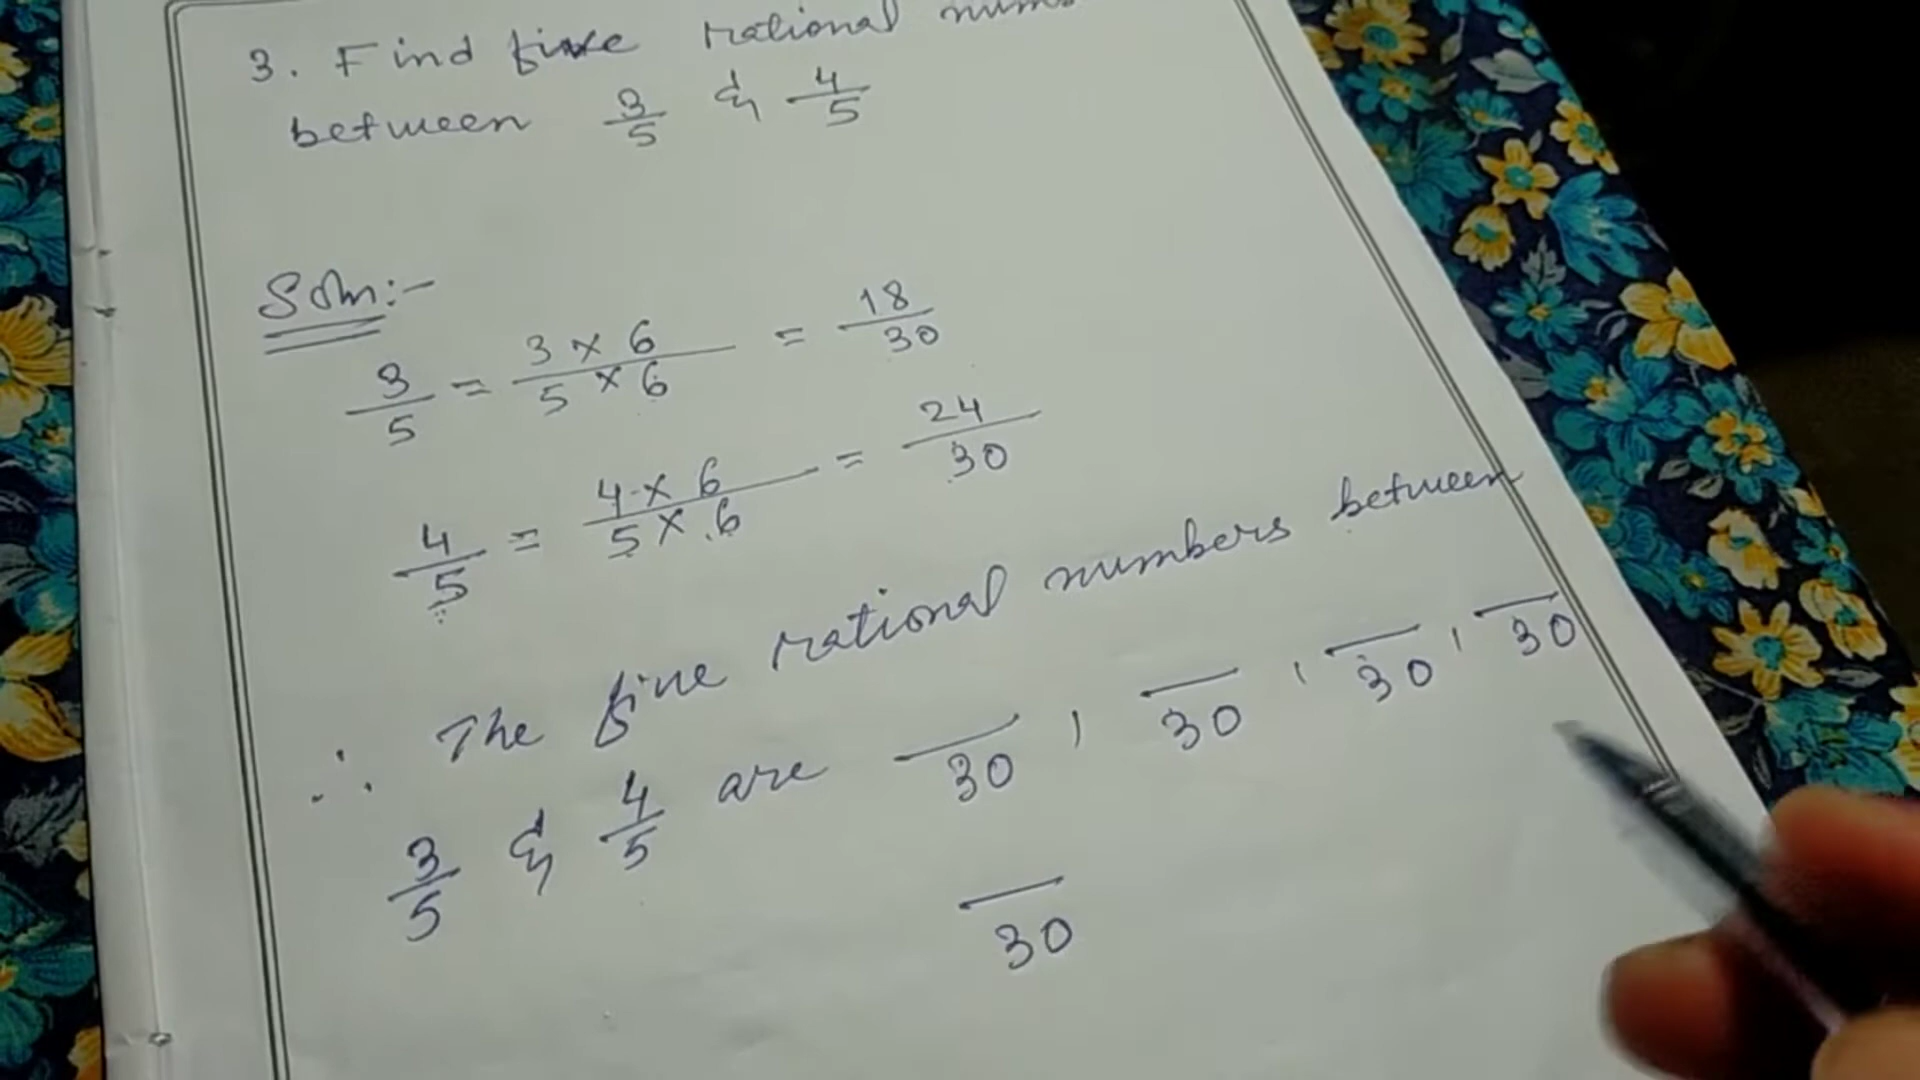 3. Find five rational num
between 3/5 & 4/5
Soln:-
3/5 = 3 × 6 / 5 × 6 = 18/30
4/5 = 4 × 6 / 5 × 6 = 24/30
∴ The five rational numbers between
3/5 & 4/5 are /30, /30, /30, /30
/30